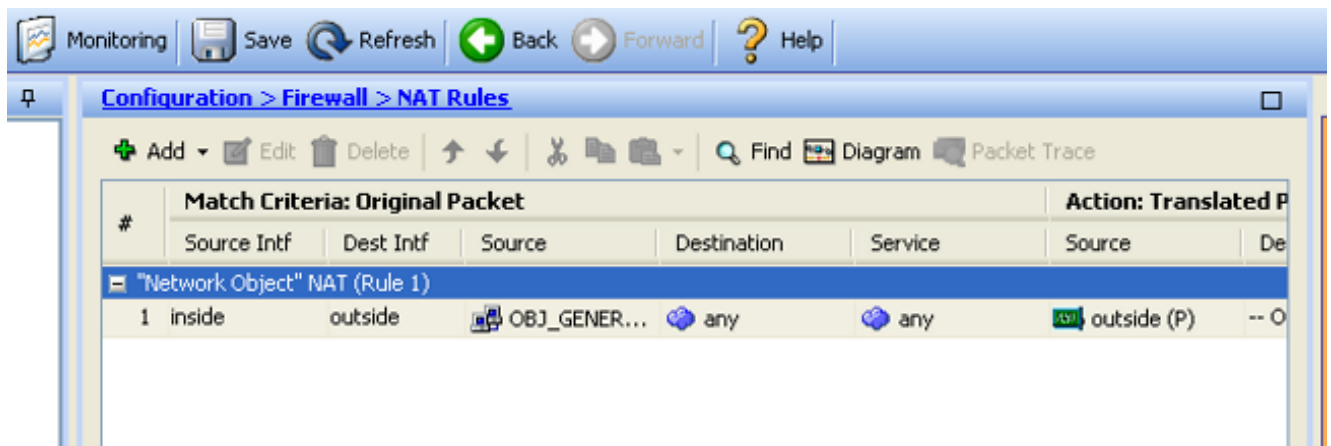 Monitoring Save Refresh Back Forward Help
Configuration > Firewall > NAT Rules
Add Edit Delete Find Diagram Packet Trace
# Match Criteria: Original Packet Action: Translated P
Source Intf Dest Intf Source Destination Service Source De
"Network Object" NAT (Rule 1)
1 inside outside OBJ_GENER... any any outside (P) -- O